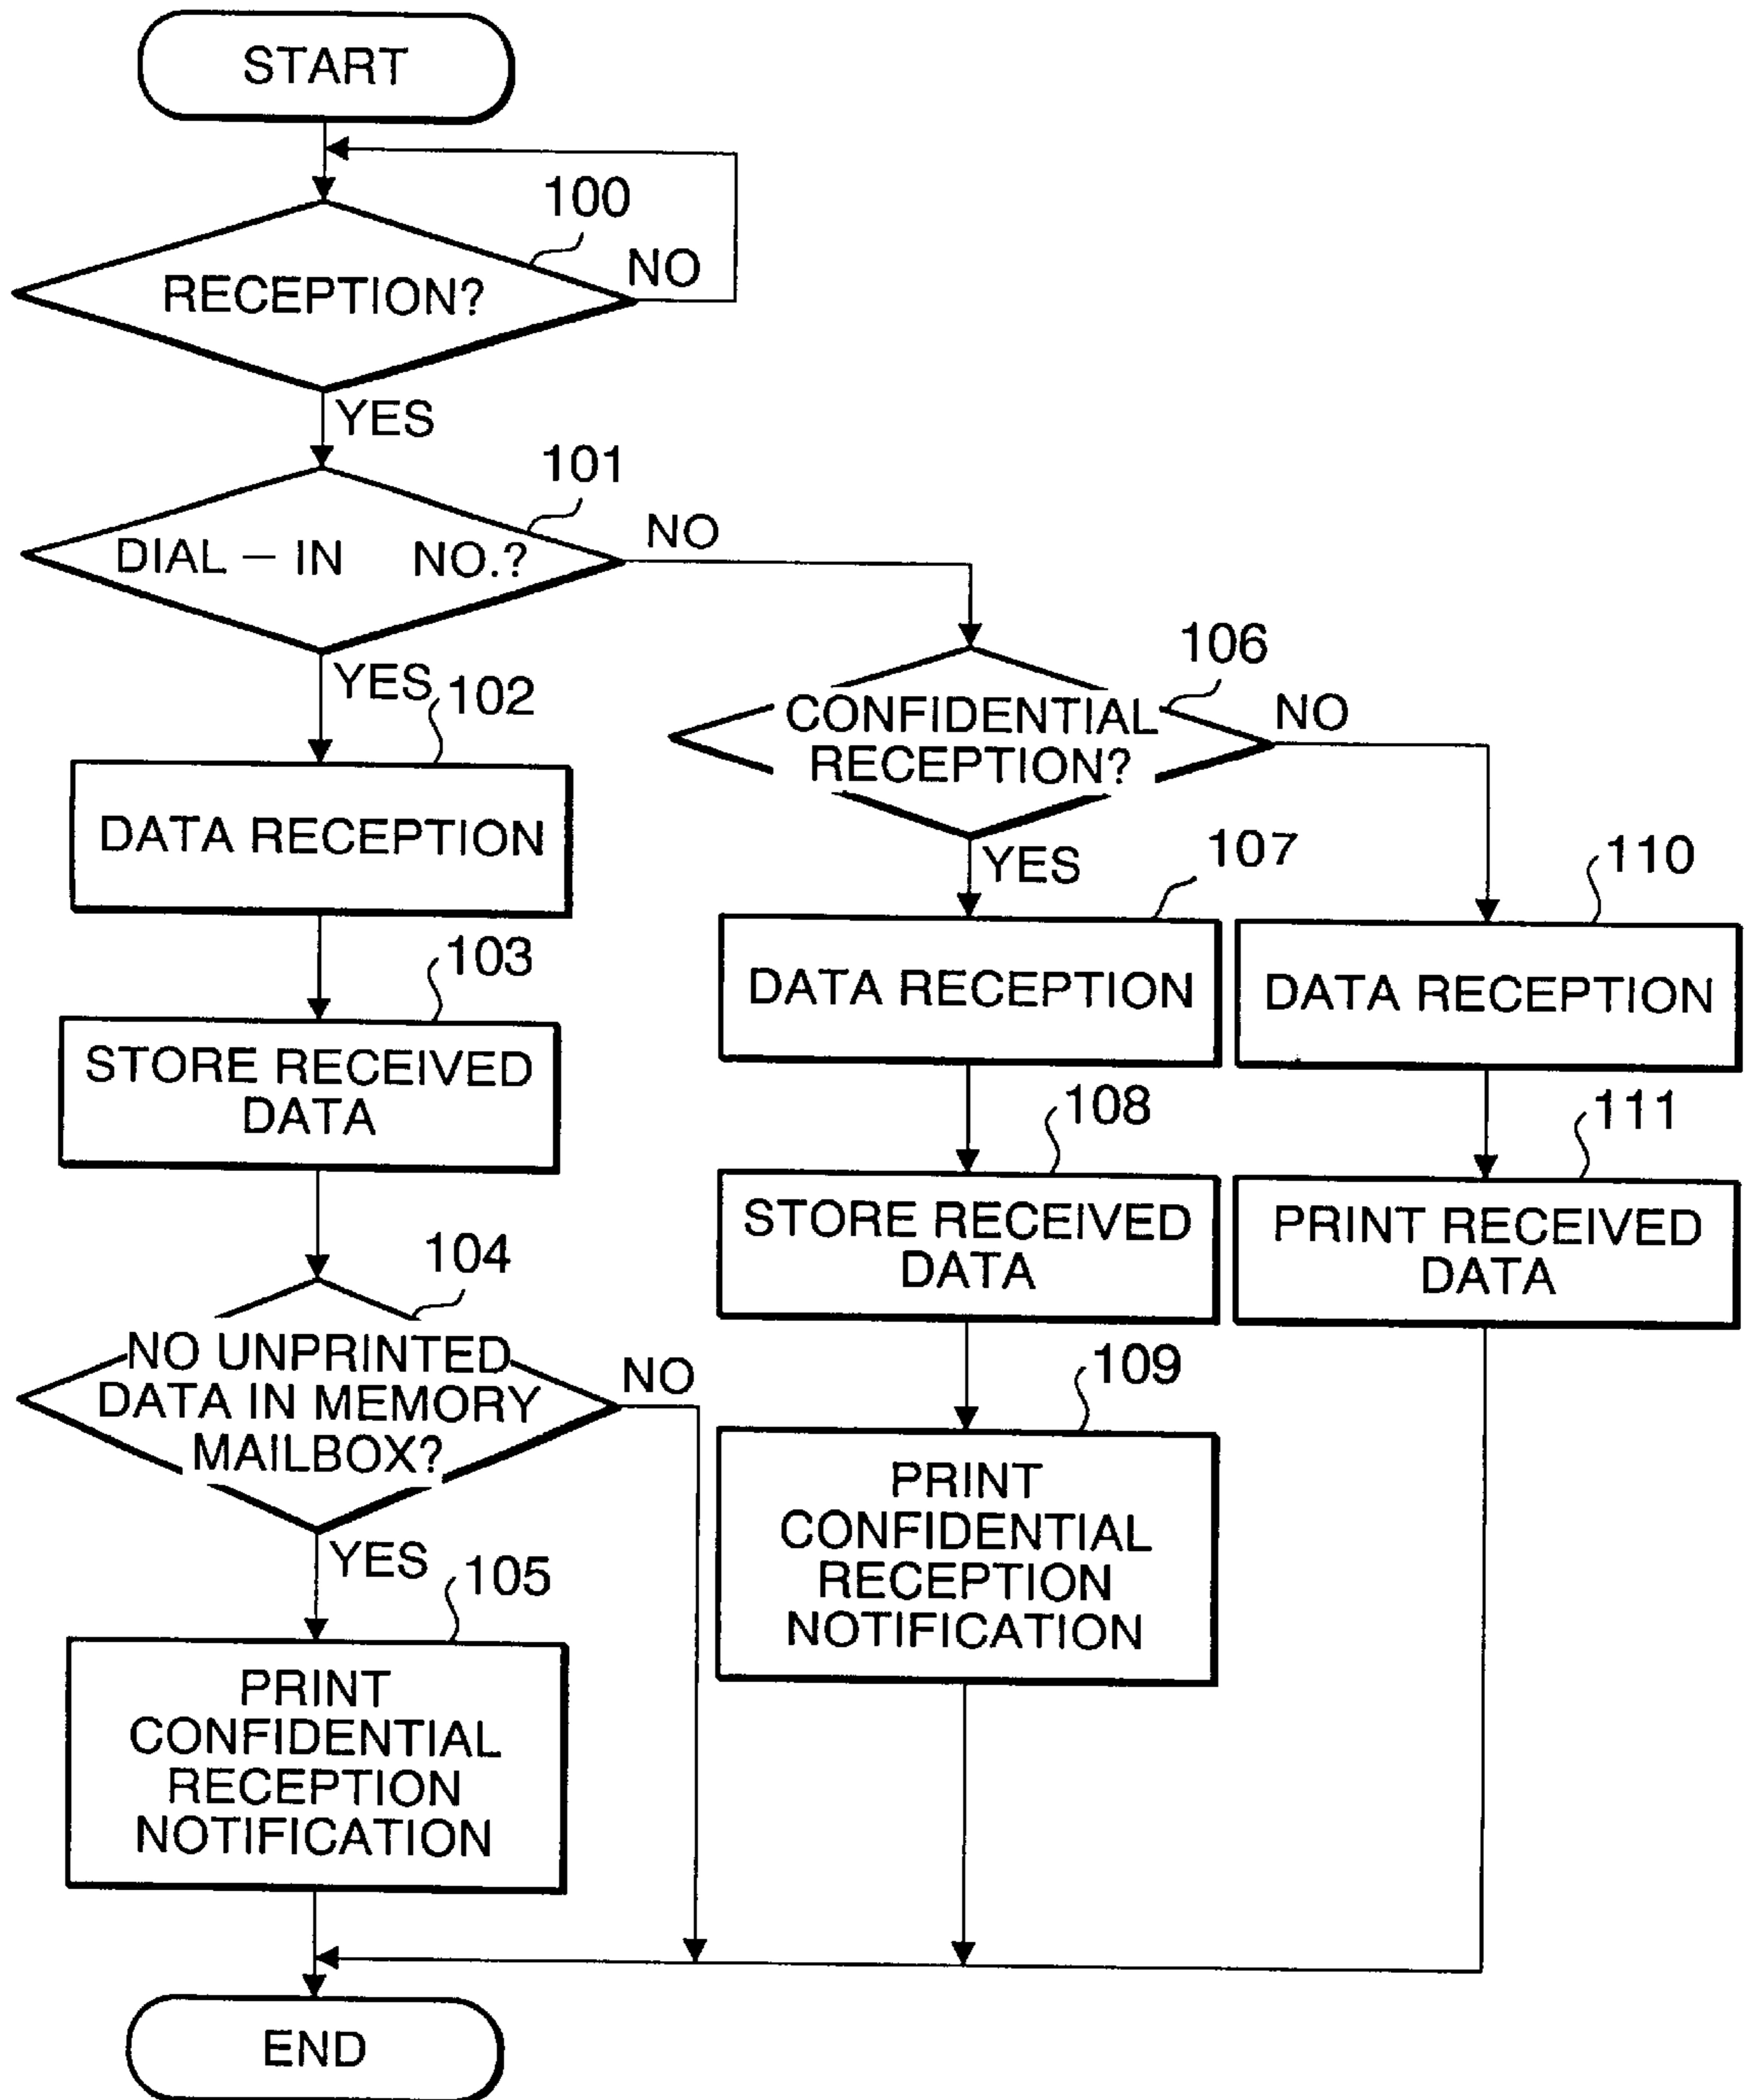 START
100
RECEPTION?
NO
YES
101
DIAL – IN NO.?
NO
YES
102
DATA RECEPTION
103
STORE RECEIVED
DATA
104
NO UNPRINTED
DATA IN MEMORY
MAILBOX?
NO
YES
105
PRINT
CONFIDENTIAL
RECEPTION
NOTIFICATION
106
CONFIDENTIAL
RECEPTION?
NO
YES
107
DATA RECEPTION
108
STORE RECEIVED
DATA
109
PRINT
CONFIDENTIAL
RECEPTION
NOTIFICATION
110
DATA RECEPTION
111
PRINT RECEIVED
DATA
END